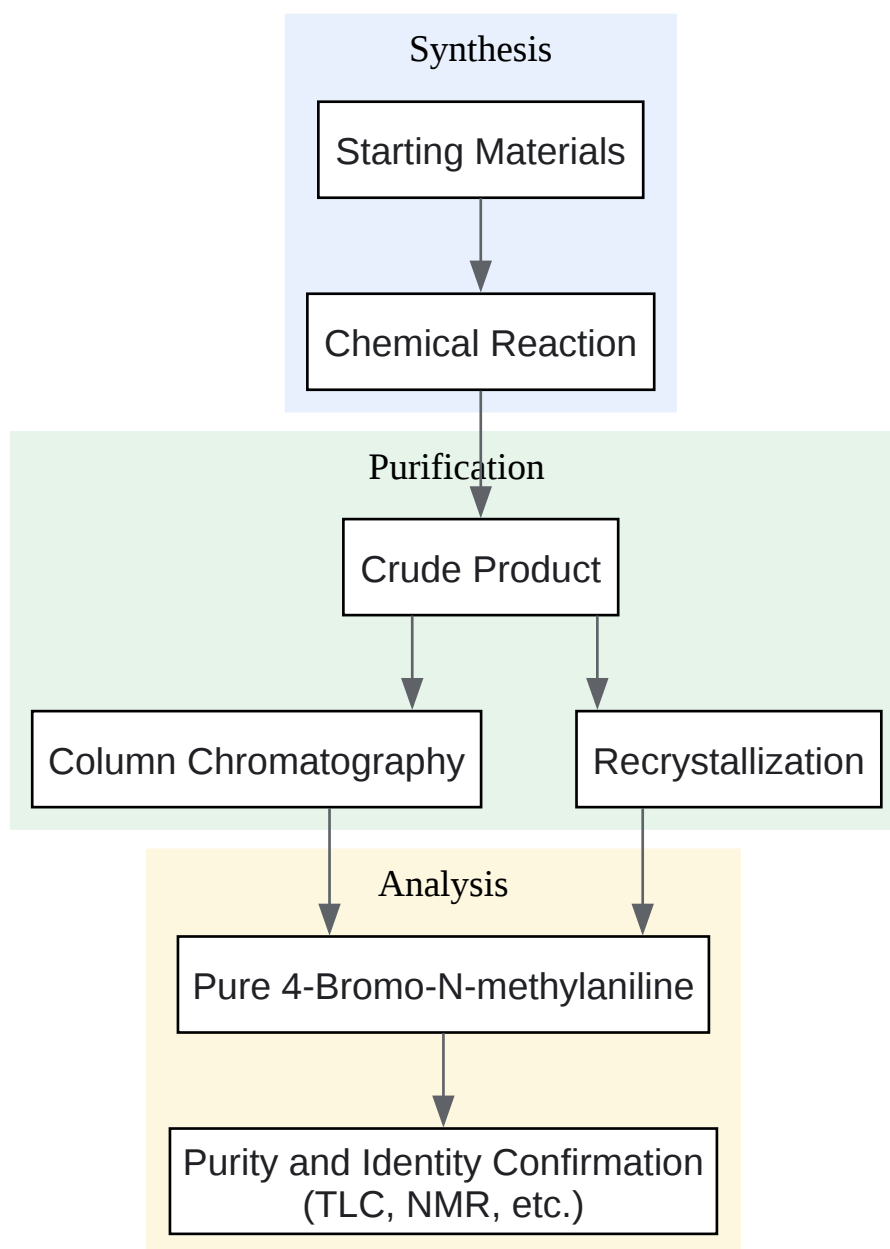 Synthesis
Starting Materials
Chemical Reaction
Purification
Crude Product
Column Chromatography
Recrystallization
Analysis
Pure 4-Bromo-N-methylaniline
Purity and Identity Confirmation
(TLC, NMR, etc.)